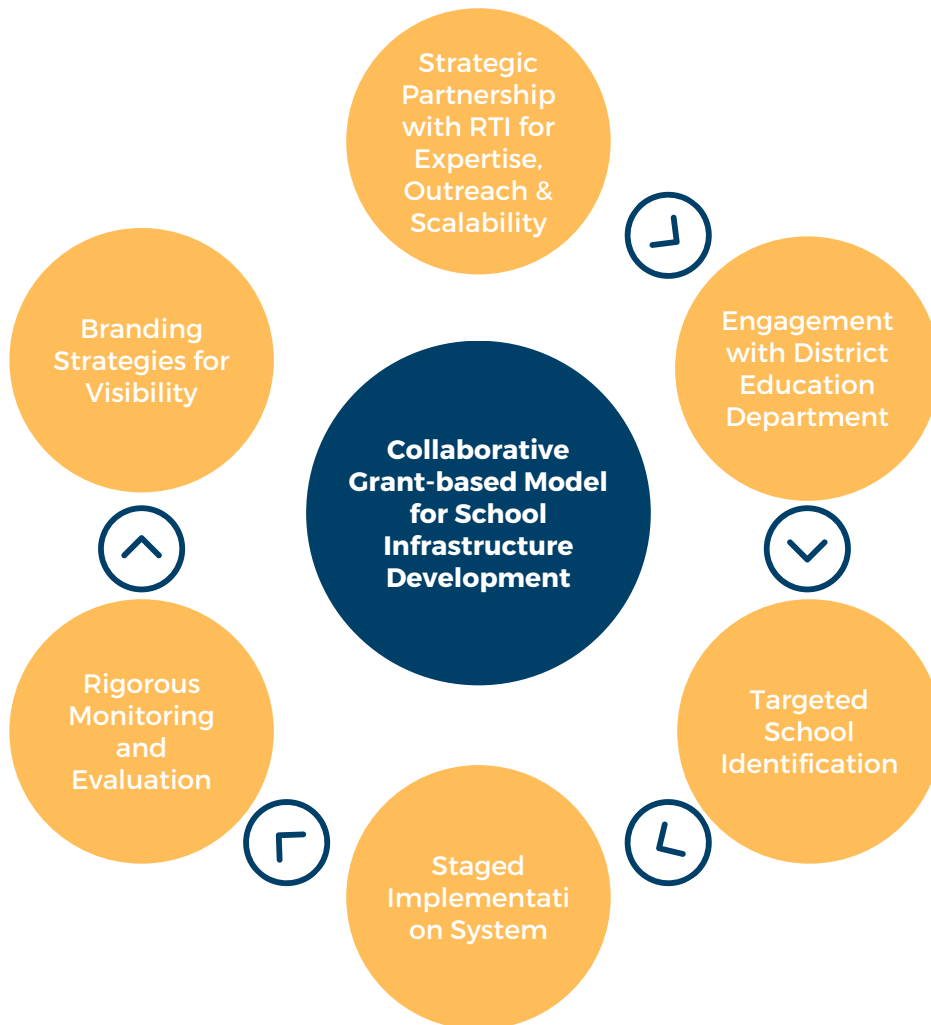 Strategic
Partnership
with RTI for
Expertise,
Outreach &
Scalability
Engagement
with District
Education
Department
Targeted
School
Identification
Staged
Implementati
on System
Rigorous
Monitoring
and
Evaluation
Branding
Strategies for
Visibility
Collaborative
Grant-based Model
for School
Infrastructure
Development